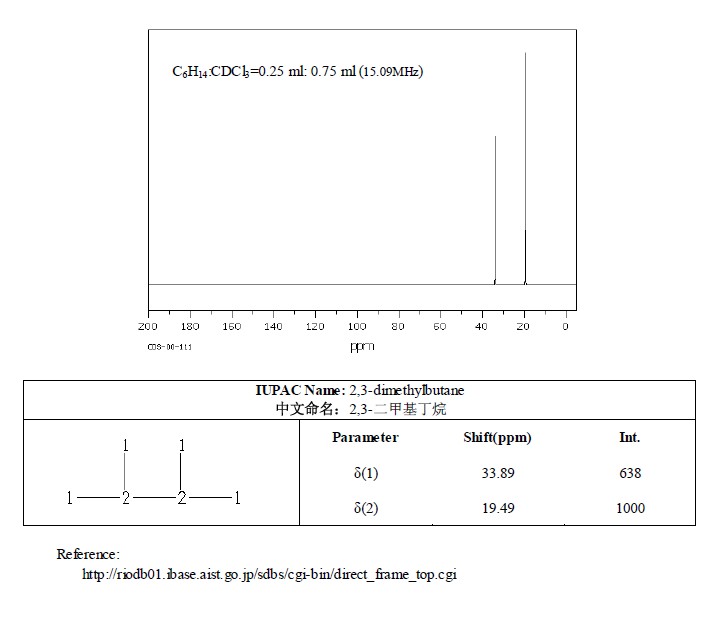 C₆H₁₄:CDCl₃=0.25 ml: 0.75 ml (15.09MHz)
200 180 160 140 120 100 80 60 40 20 0
CDS-00-111
ppm
IUPAC Name: 2,3-dimethylbutane
中文命名：2,3-二甲基丁烷
1 1
1 2 2 1
Parameter Shift(ppm) Int.
δ(1) 33.89 638
δ(2) 19.49 1000
Reference:
http://riodb01.ibase.aist.go.jp/sdbs/cgi-bin/direct_frame_top.cgi